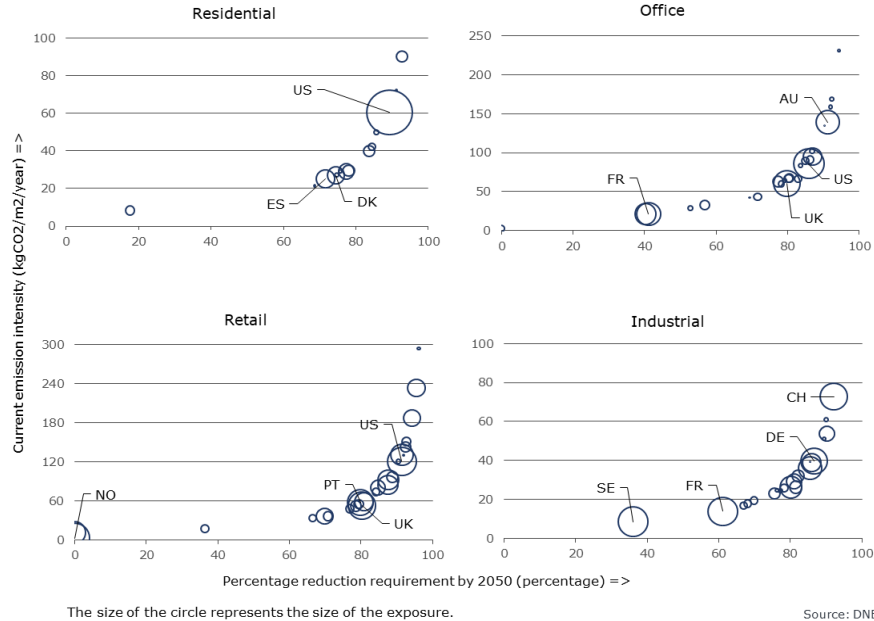 Residential
Office
Current emission intensity (kgCO2/m2/year) =>
100
80
60
40
20
0
US
ES
DK
0 20 40 60 80 100
250
200
150
100
50
0
AU
FR
US
UK
0 20 40 60 80 100
Retail
Industrial
300
240
180
120
60
0
US
PT
NO
UK
0 20 40 60 80 100
100
80
60
40
20
0
CH
DE
SE
FR
0 20 40 60 80 100
Percentage reduction requirement by 2050 (percentage) =>
The size of the circle represents the size of the exposure.
Source: DNB